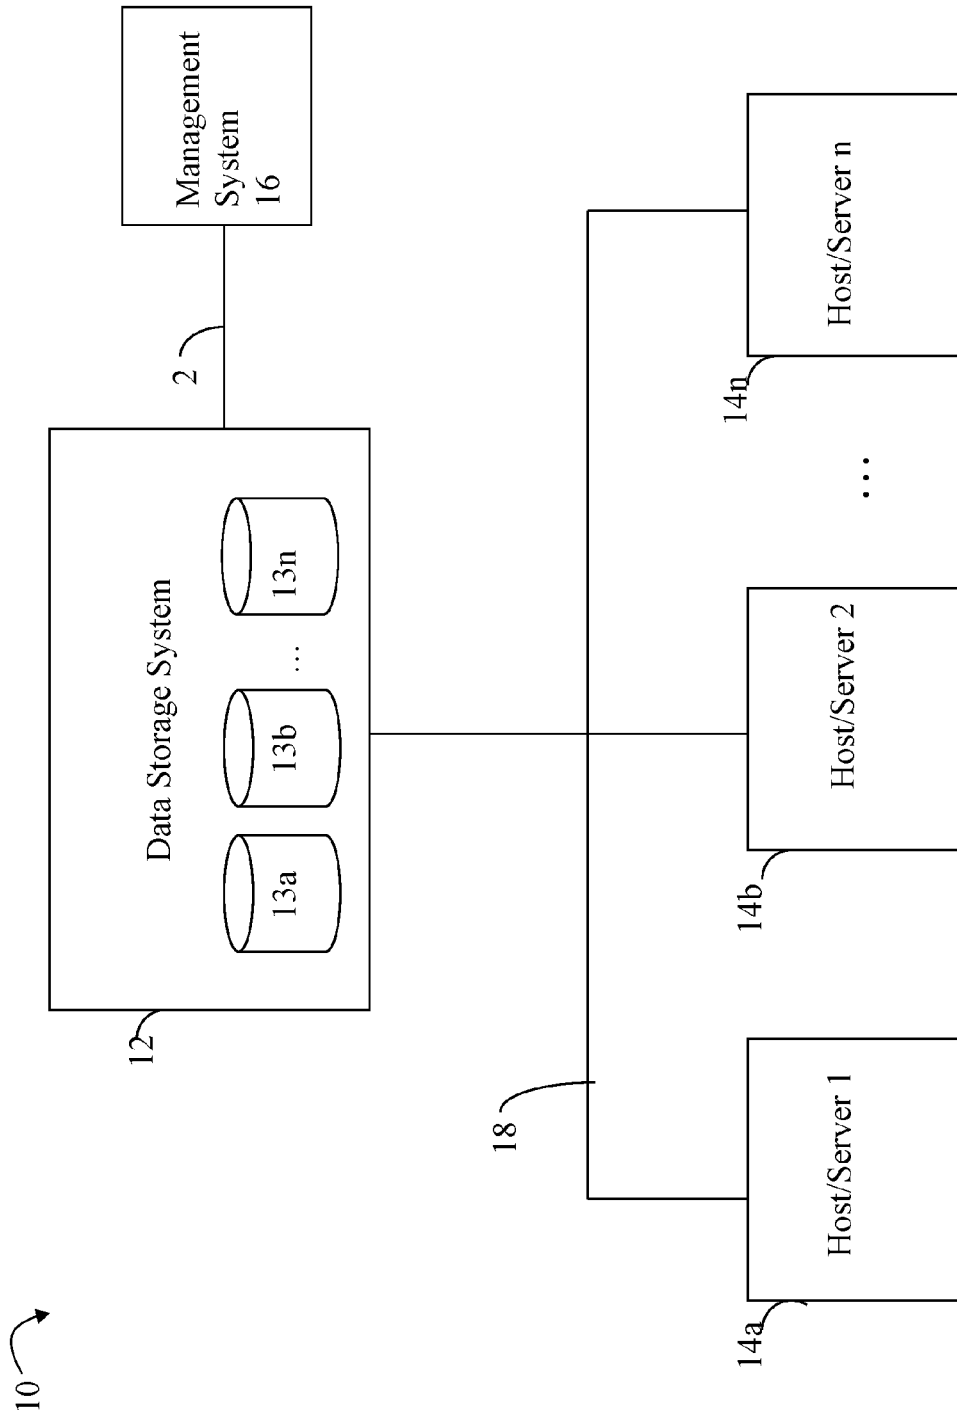 10
12
Data Storage System
13a
13b
...
13n
2
Management
System
16
18
14a
Host/Server 1
14b
Host/Server 2
...
14n
Host/Server n